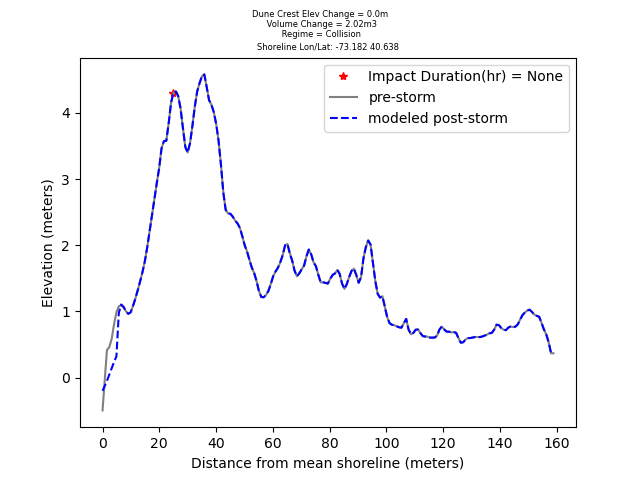 Dune Crest Elev Change = 0.0m
Volume Change = 2.02m3
Regime = Collision
Shoreline Lon/Lat: -73.182 40.638
Impact Duration(hr) = None
pre-storm
modeled post-storm
Elevation (meters)
4
3
2
1
0
0 20 40 60 80 100 120 140 160
Distance from mean shoreline (meters)